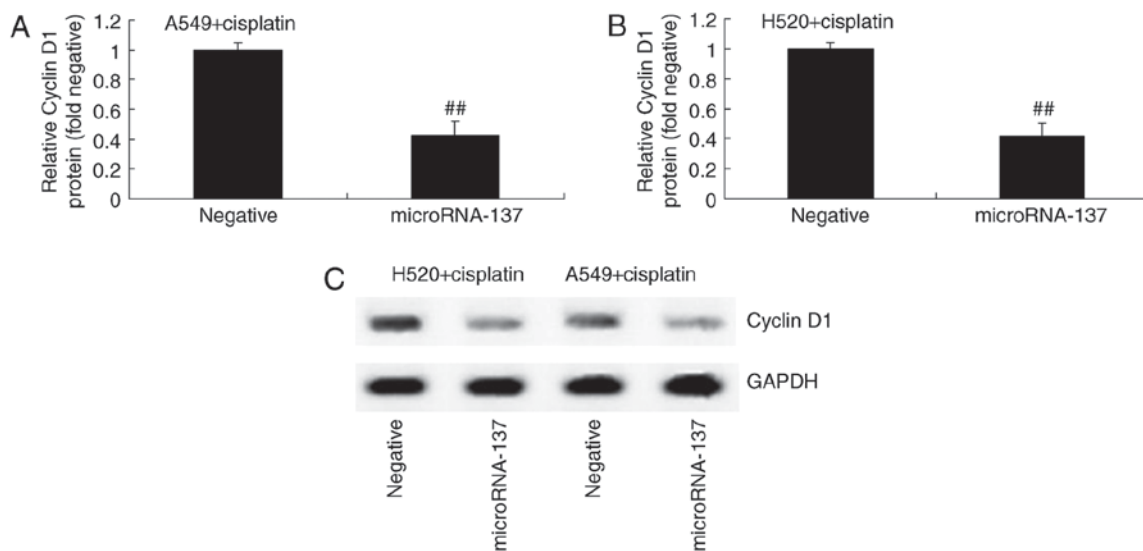 A
A549+cisplatin
Relative Cyclin D1
protein (fold negative)
1.2
1
0.8
0.6
0.4
0.2
0
##
Negative
microRNA-137
B
H520+cisplatin
Relative Cyclin D1
protein (fold negative)
1.2
1
0.8
0.6
0.4
0.2
0
##
Negative
microRNA-137
C
H520+cisplatin
A549+cisplatin
Cyclin D1
GAPDH
Negative
microRNA-137
Negative
microRNA-137